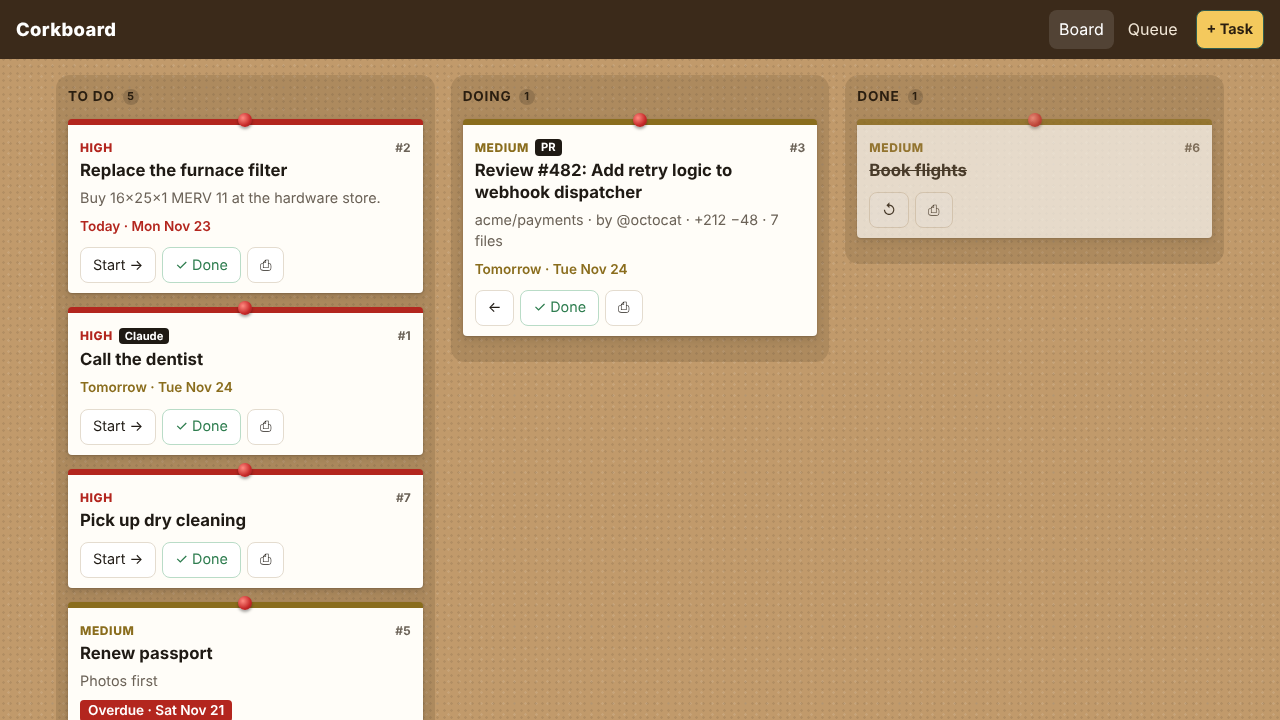 Corkboard
Board
Queue
+ Task
TO DO 5
HIGH #2
Replace the furnace filter
Buy 16×25×1 MERV 11 at the hardware store.
Today · Mon Nov 23
Start → ✓ Done ⎙
HIGH Claude #1
Call the dentist
Tomorrow · Tue Nov 24
Start → ✓ Done ⎙
HIGH #7
Pick up dry cleaning
Start → ✓ Done ⎙
MEDIUM #5
Renew passport
Photos first
Overdue · Sat Nov 21
DOING 1
MEDIUM PR #3
Review #482: Add retry logic to
webhook dispatcher
acme/payments · by @octocat · +212 −48 · 7
files
Tomorrow · Tue Nov 24
← ✓ Done ⎙
DONE 1
MEDIUM #6
Book flights
↺ ⎙